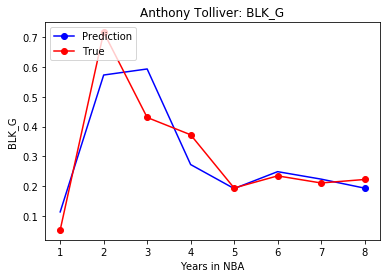 Anthony Tolliver: BLK_G
Prediction
True
0.7
0.6
0.5
0.4
0.3
0.2
0.1
BLK_G
1 2 3 4 5 6 7 8
Years in NBA